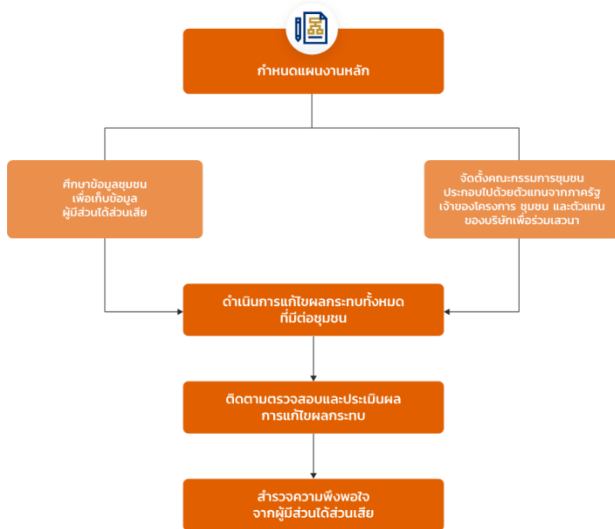 กำหนดแผนงานหลัก
ศึกษาข้อมูลชุมชน
เพื่อเก็บข้อมูล
ผู้มีส่วนได้ส่วนเสีย
จัดตั้งคณะกรรมการชุมชน
ประกอบไปด้วยตัวแทนจากภาครัฐ
เจ้าของโครงการ ชุมชน และตัวแทน
ของบริษัทเพื่อร่วมเสวนา
ดำเนินการแก้ไขผลกระทบทั้งหมด
ที่มีต่อชุมชน
ติดตามตรวจสอบและประเมินผล
การแก้ไขผลกระทบ
สำรวจความพึงพอใจ
จากผู้มีส่วนได้ส่วนเสีย